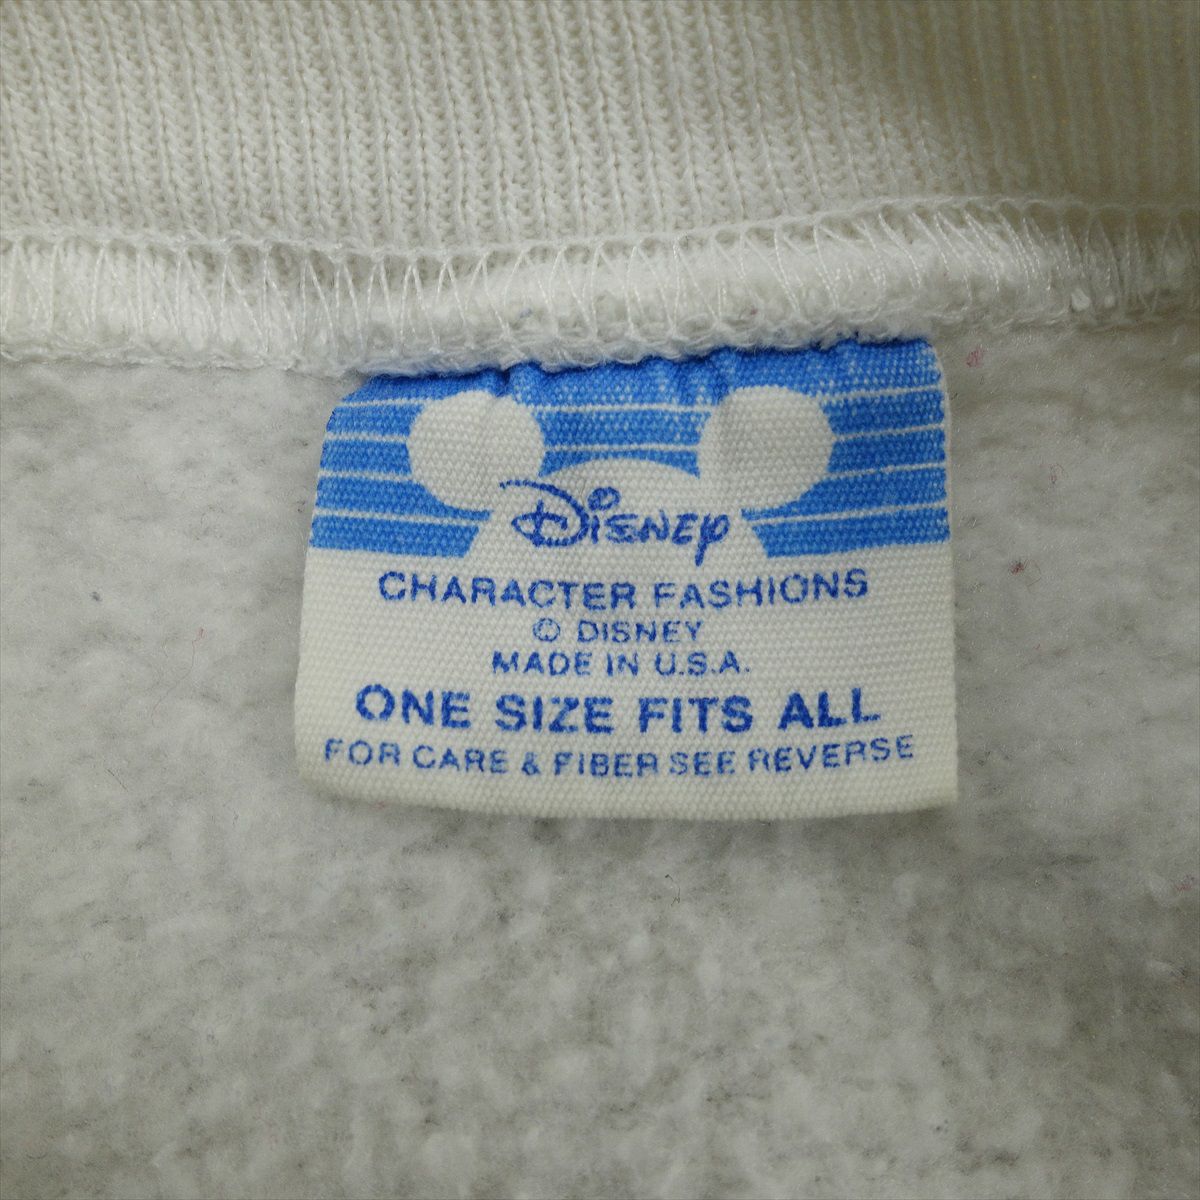 Disney
CHARACTER FASHIONS
© DISNEY
MADE IN U.S.A.
ONE SIZE FITS ALL
FOR CARE & FIBER SEE REVERSE